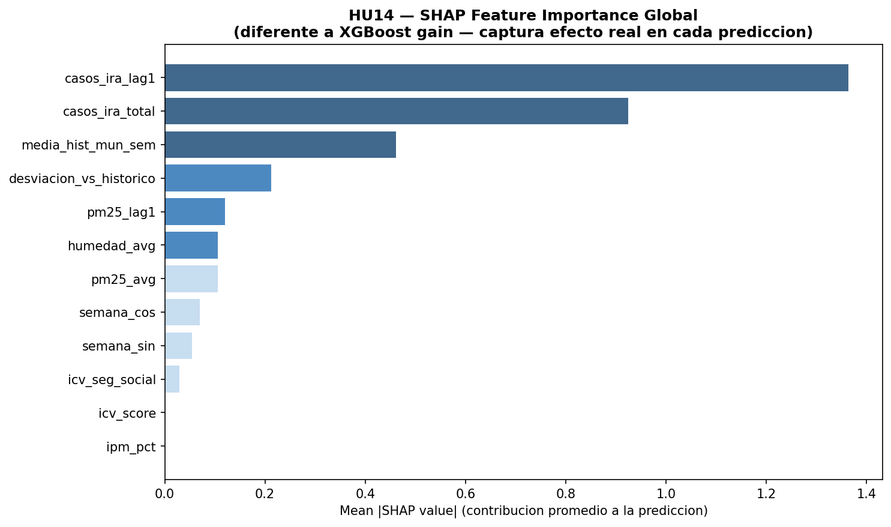 HU14 — SHAP Feature Importance Global
(diferente a XGBoost gain — captura efecto real en cada prediccion)
casos_ira_lag1
casos_ira_total
media_hist_mun_sem
desviacion_vs_historico
pm25_lag1
humedad_avg
pm25_avg
semana_cos
semana_sin
icv_seg_social
icv_score
ipm_pct
0.0 0.2 0.4 0.6 0.8 1.0 1.2 1.4
Mean |SHAP value| (contribucion promedio a la prediccion)